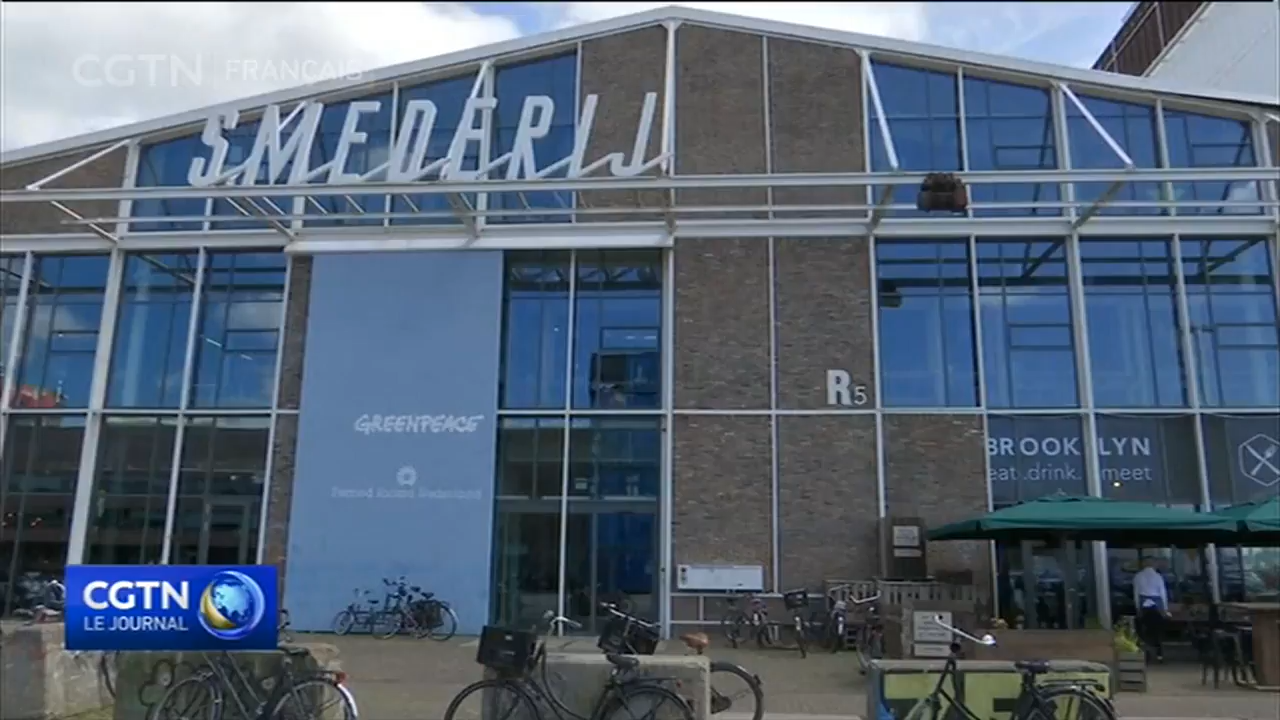 CGTN FRANÇAIS
SMEDERIJ
R5
GREENPEACE
BROOKLYN
eat.drink.meet
CGTN
LE JOURNAL